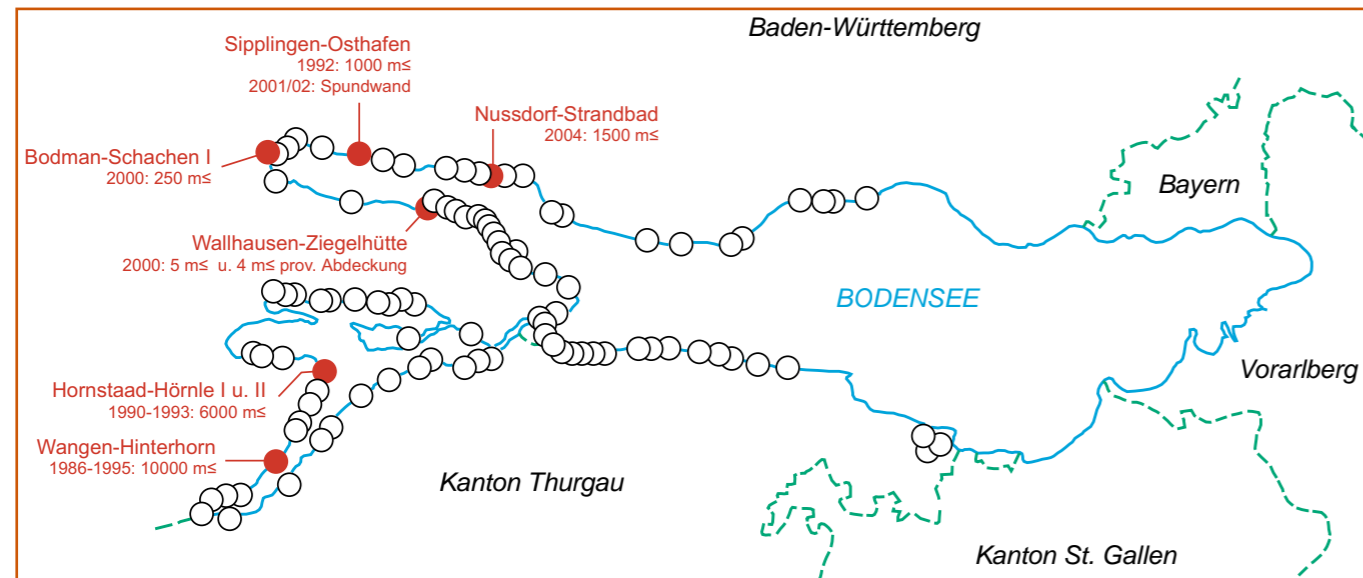 Baden-Württemberg
Sipplingen-Osthafen
1992: 1000 m≤
2001/02: Spundwand
Nussdorf-Strandbad
2004: 1500 m≤
Bodman-Schachen I
2000: 250 m≤
Bayern
Wallhausen-Ziegelhütte
2000: 5 m≤ u. 4 m≤ prov. Abdeckung
BODENSEE
Vorarlberg
Hornstaad-Hörnle I u. II
1990-1993: 6000 m≤
Wangen-Hinterhorn
1986-1995: 10000 m≤
Kanton Thurgau
Kanton St. Gallen